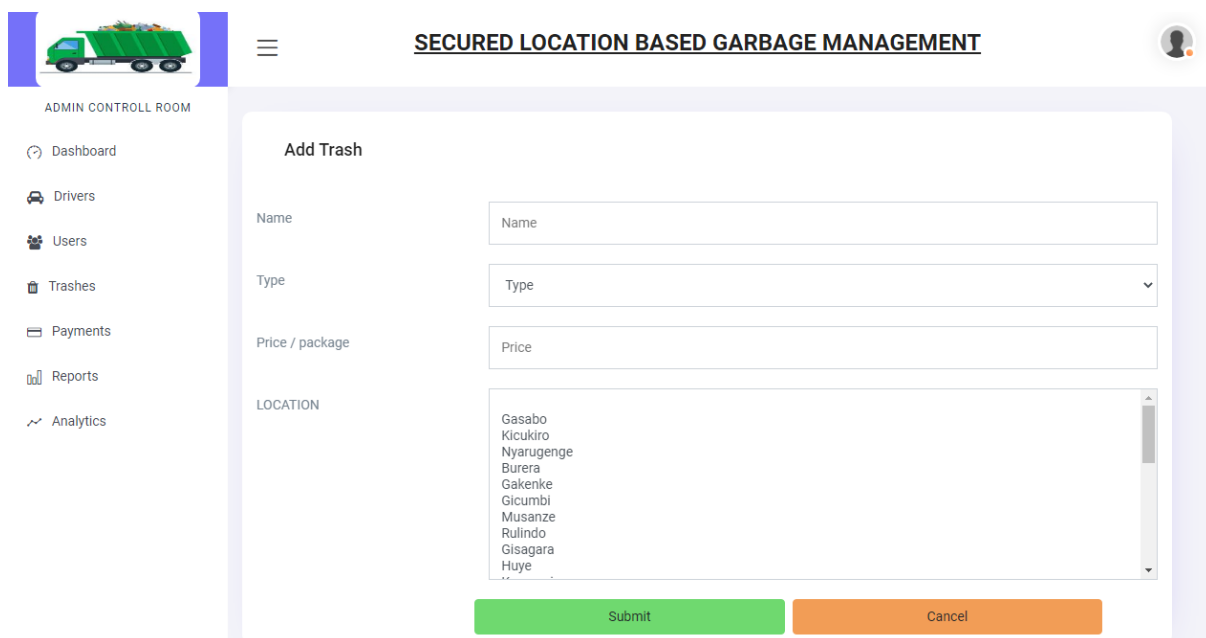 SECURED LOCATION BASED GARBAGE MANAGEMENT
ADMIN CONTROLL ROOM
Dashboard
Drivers
Users
Trashes
Payments
Reports
Analytics
Add Trash
Name
Name
Type
Type
Price / package
Price
LOCATION
Gasabo
Kicukiro
Nyarugenge
Burera
Gakenke
Gicumbi
Musanze
Rulindo
Gisagara
Huye
Submit
Cancel